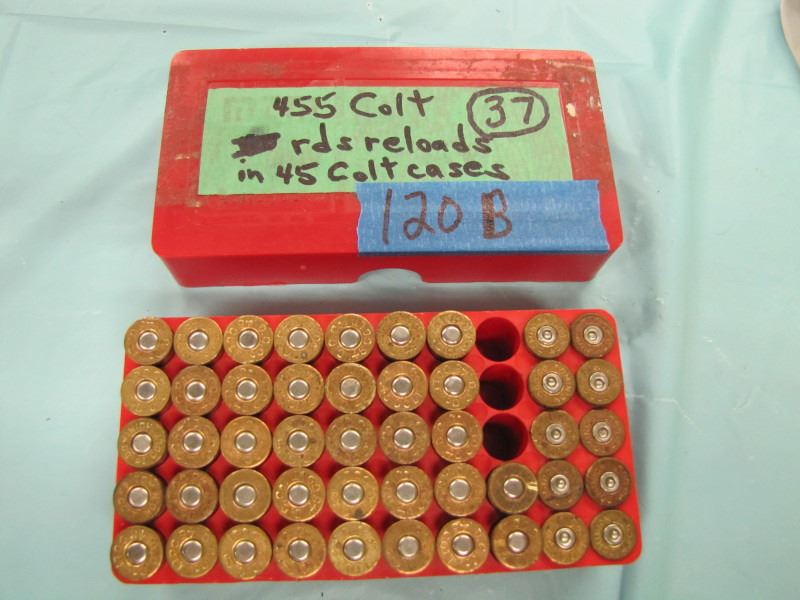 455 Colt 37
rds reloads
in 45 Colt cases
120 B